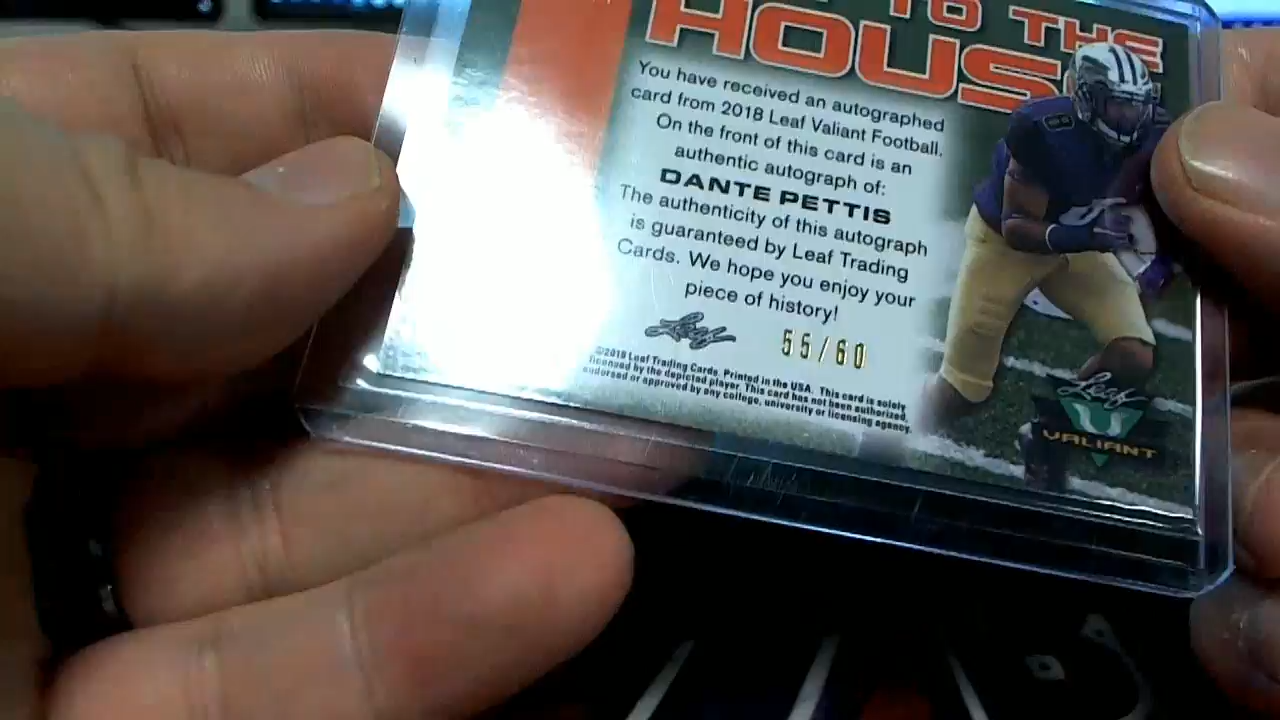 TO THE
HOUS
You have received an autographed
card from 2018 Leaf Valiant Football.
On the front of this card is an
authentic autograph of:
DANTE PETTIS
The authenticity of this autograph
is guaranteed by Leaf Trading
Cards. We hope you enjoy your
piece of history!
Leaf
55/60
©2018 Leaf Trading Cards. Printed in the USA. This card is solely
licensed by the depicted player. This card has not been authorized,
endorsed or approved by any college, university or licensing agency.
8
Leaf
VALIANT